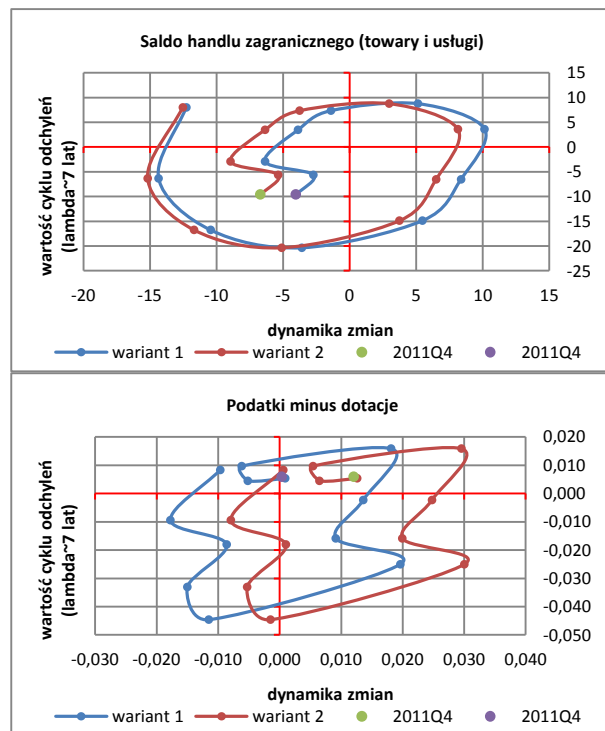 Saldo handlu zagranicznego (towary i usługi)
wartość cyklu odchyleń
(lambda~7 lat)
15
10
5
0
-5
-10
-15
-20
-25
-20 -15 -10 -5 0 5 10 15
dynamika zmian
wariant 1 wariant 2 2011Q4 2011Q4
Podatki minus dotacje
wartość cyklu odchyleń
(lambda~7 lat)
0,020
0,010
0,000
-0,010
-0,020
-0,030
-0,040
-0,050
-0,030 -0,020 -0,010 0,000 0,010 0,020 0,030 0,040
dynamika zmian
wariant 1 wariant 2 2011Q4 2011Q4